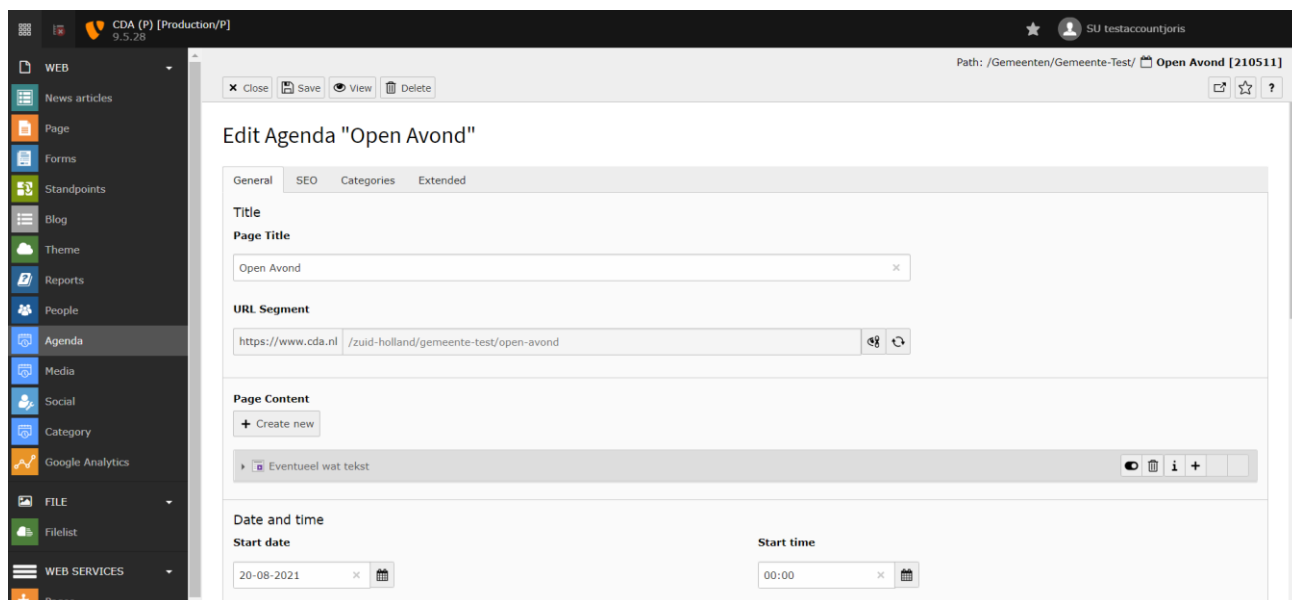 CDA (P) [Production/P]
9.5.28
SU testaccountjoris
WEB
News articles
Page
Forms
Standpoints
Blog
Theme
Reports
People
Agenda
Media
Social
Category
Google Analytics
FILE
Filelist
WEB SERVICES
Path: /Gemeenten/Gemeente-Test/ Open Avond [210511]
Close Save View Delete ?
Edit Agenda "Open Avond"
General SEO Categories Extended
Title
Page Title
Open Avond
URL Segment
https://www.cda.nl /zuid-holland/gemeente-test/open-avond
Page Content
+ Create new
Eventueel wat tekst
Date and time
Start date Start time
20-08-2021 00:00